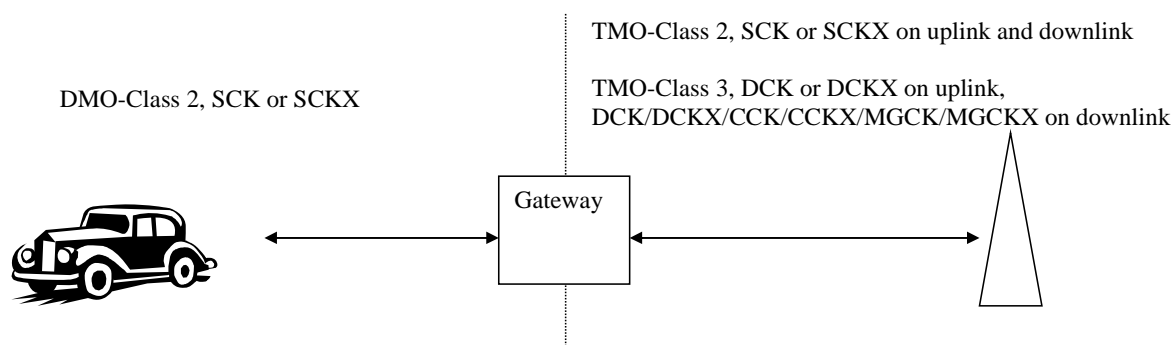 TMO-Class 2, SCK or SCKX on uplink and downlink
DMO-Class 2, SCK or SCKX
TMO-Class 3, DCK or DCKX on uplink,
DCK/DCKX/CCK/CCKX/MGCK/MGCKX on downlink
Gateway